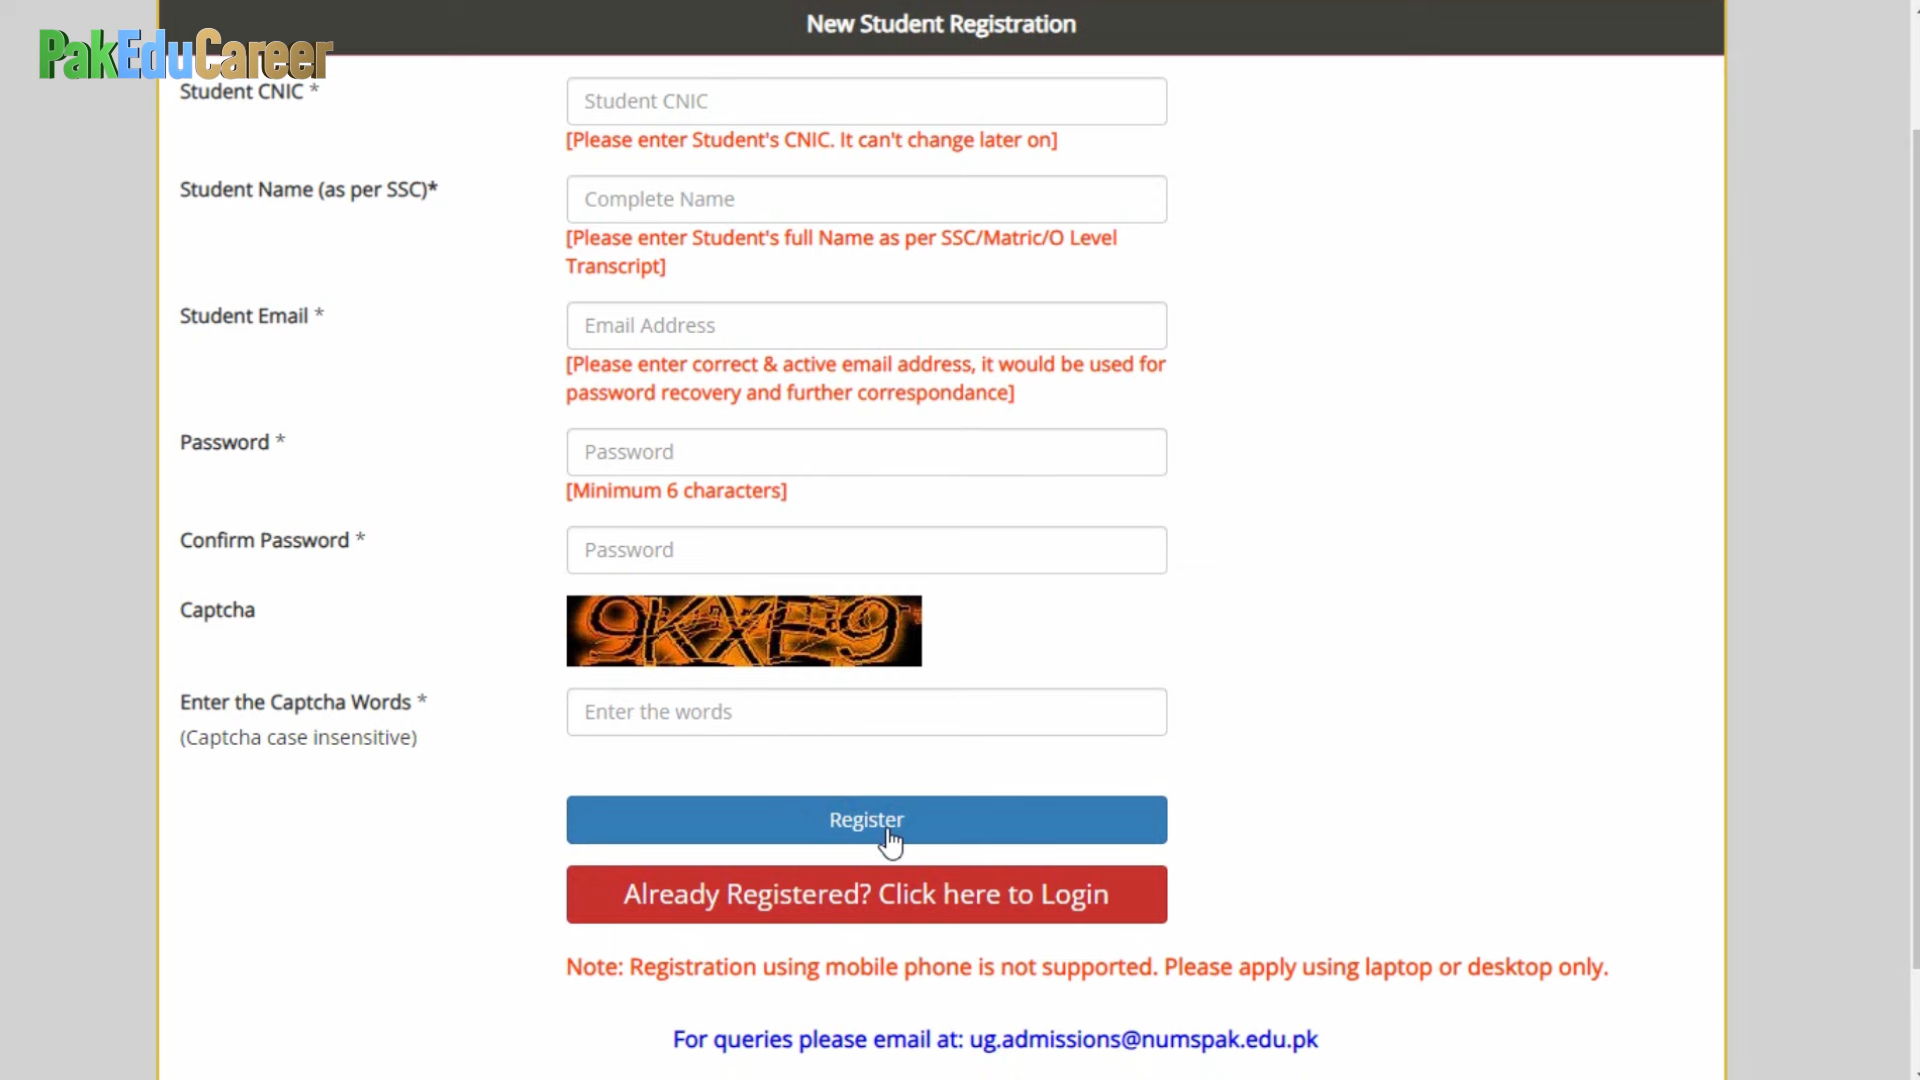 New Student Registration
PakEduCareer
Student CNIC *
Student CNIC
[Please enter Student's CNIC. It can't change later on]
Student Name (as per SSC)*
Complete Name
[Please enter Student's full Name as per SSC/Matric/O Level
Transcript]
Student Email *
Email Address
[Please enter correct & active email address, it would be used for
password recovery and further correspondance]
Password *
Password
[Minimum 6 characters]
Confirm Password *
Password
Captcha
9KXE9
Enter the Captcha Words *
Enter the words
(Captcha case insensitive)
Register
Already Registered? Click here to Login
Note: Registration using mobile phone is not supported. Please apply using laptop or desktop only.
For queries please email at: ug.admissions@numspak.edu.pk